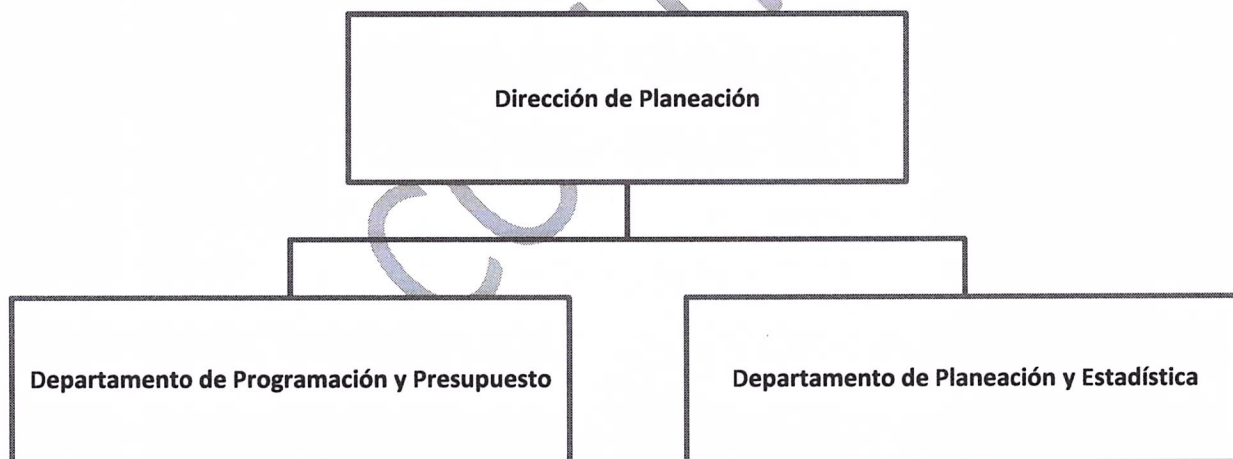 Dirección de Planeación
Departamento de Programación y Presupuesto
Departamento de Planeación y Estadística